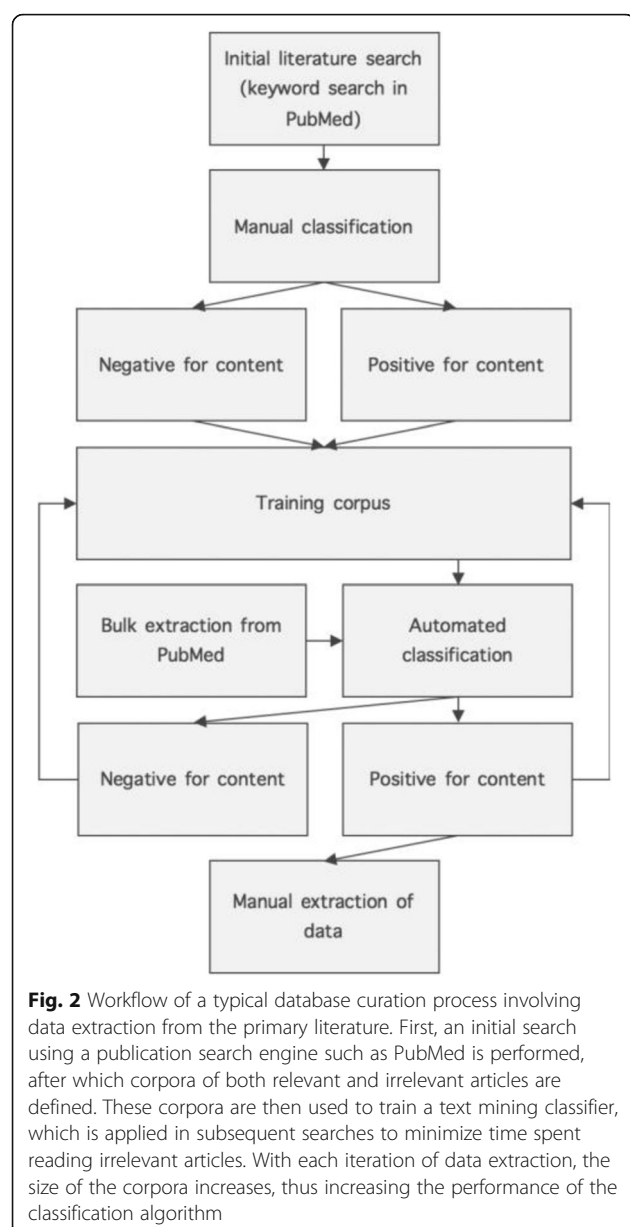 Initial literature search
(keyword search in
PubMed)
Manual classification
Negative for content
Positive for content
Training corpus
Bulk extraction from
PubMed
Automated
classification
Negative for content
Positive for content
Manual extraction of
data
Fig. 2 Workflow of a typical database curation process involving
data extraction from the primary literature. First, an initial search
using a publication search engine such as PubMed is performed,
after which corpora of both relevant and irrelevant articles are
defined. These corpora are then used to train a text mining classifier,
which is applied in subsequent searches to minimize time spent
reading irrelevant articles. With each iteration of data extraction, the
size of the corpora increases, thus increasing the performance of the
classification algorithm